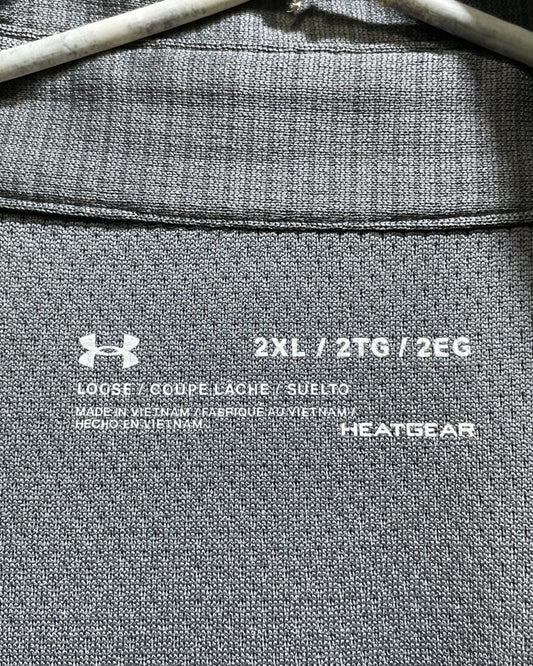 2XL / 2TG / 2EG
LOOSE / COUPE LÂCHE / SUELTO
MADE IN VIETNAM / FABRIQUÉ AU VIETNAM /
HECHO EN VIETNAM
HEATGEAR